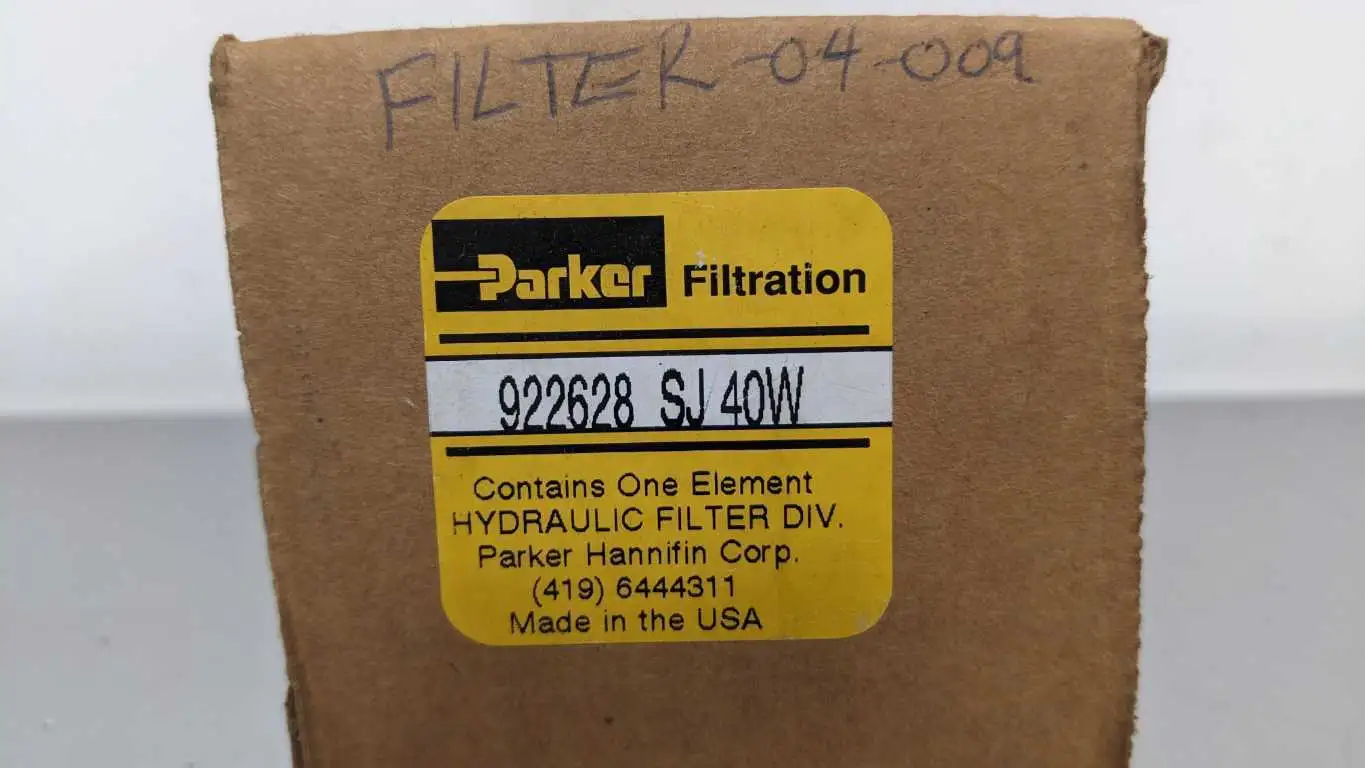 FILTER-04-009
Parker Filtration
922628 SJ 40W
Contains One Element
HYDRAULIC FILTER DIV.
Parker Hannifin Corp.
(419) 6444311
Made in the USA